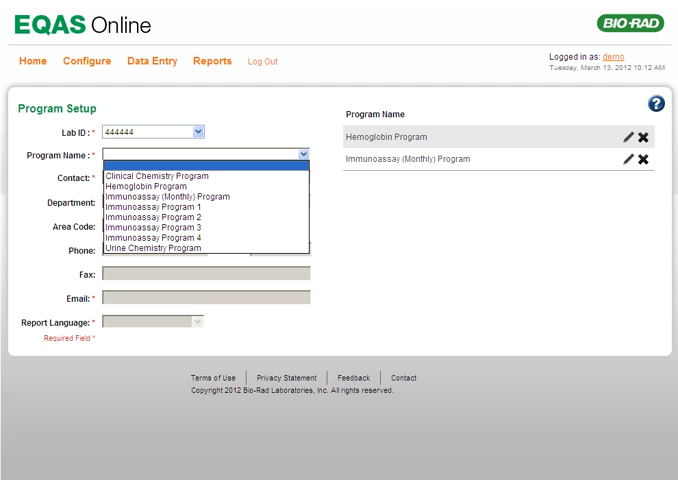 EQAS Online
BIO-RAD
Home Configure Data Entry Reports Log Out
Logged in as: demo
Tuesday, March 13, 2012 10:12 AM
Program Setup
?
Lab ID : * 444444
Program Name : *
Clinical Chemistry Program
Hemoglobin Program
Immunoassay (Monthly) Program
Immunoassay Program 1
Immunoassay Program 2
Immunoassay Program 3
Immunoassay Program 4
Urine Chemistry Program
Contact: *
Department:
Area Code:
Phone:
Fax:
Email: *
Report Language: *
Required Field *
Program Name
Hemoglobin Program
Immunoassay (Monthly) Program
Terms of Use Privacy Statement Feedback Contact
Copyright 2012 Bio-Rad Laboratories, Inc. All rights reserved.